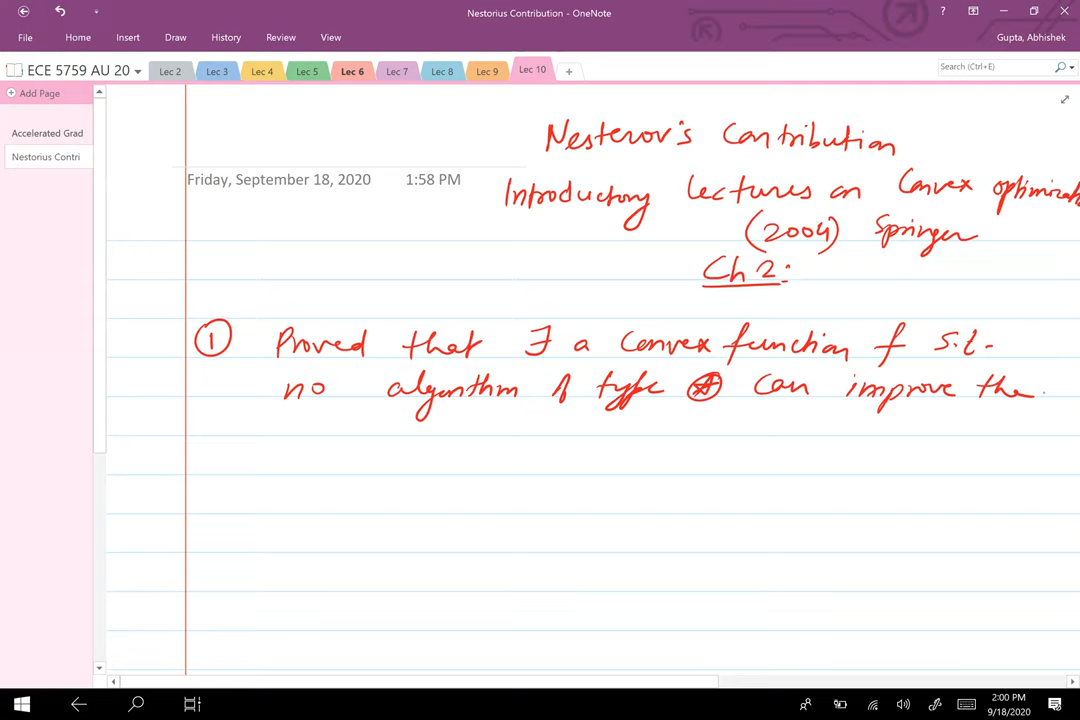 Nestorius Contribution - OneNote
File Home Insert Draw History Review View
Gupta, Abhishek
ECE 5759 AU 20
Lec 2 Lec 3 Lec 4 Lec 5 Lec 6 Lec 7 Lec 8 Lec 9 Lec 10
Search (Ctrl+E)
Add Page
Accelerated Grad
Nestorius Contri
Nesterov's Contribution
Friday, September 18, 2020 1:58 PM
Introductory lectures on Convex optimizat
(2004) Springer
Ch 2:
① Proved that ∃ a convex function f s.t.
no algorithm of type can improve the
2:00 PM
9/18/2020